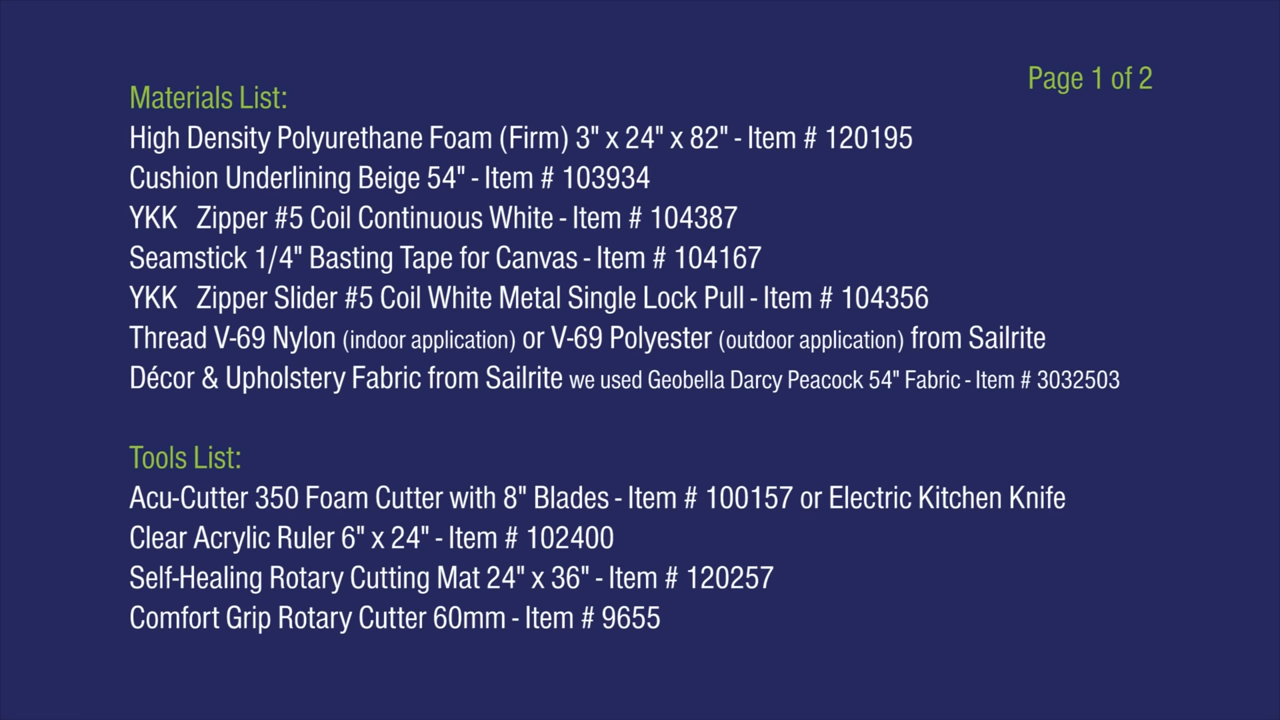 Page 1 of 2
Materials List:
High Density Polyurethane Foam (Firm) 3" x 24" x 82" - Item # 120195
Cushion Underlining Beige 54" - Item # 103934
YKK Zipper #5 Coil Continuous White - Item # 104387
Seamstick 1/4" Basting Tape for Canvas - Item # 104167
YKK Zipper Slider #5 Coil White Metal Single Lock Pull - Item # 104356
Thread V-69 Nylon (indoor application) or V-69 Polyester (outdoor application) from Sailrite
Décor & Upholstery Fabric from Sailrite we used Geobella Darcy Peacock 54" Fabric - Item # 3032503
Tools List:
Acu-Cutter 350 Foam Cutter with 8" Blades - Item # 100157 or Electric Kitchen Knife
Clear Acrylic Ruler 6" x 24" - Item # 102400
Self-Healing Rotary Cutting Mat 24" x 36" - Item # 120257
Comfort Grip Rotary Cutter 60mm - Item # 9655